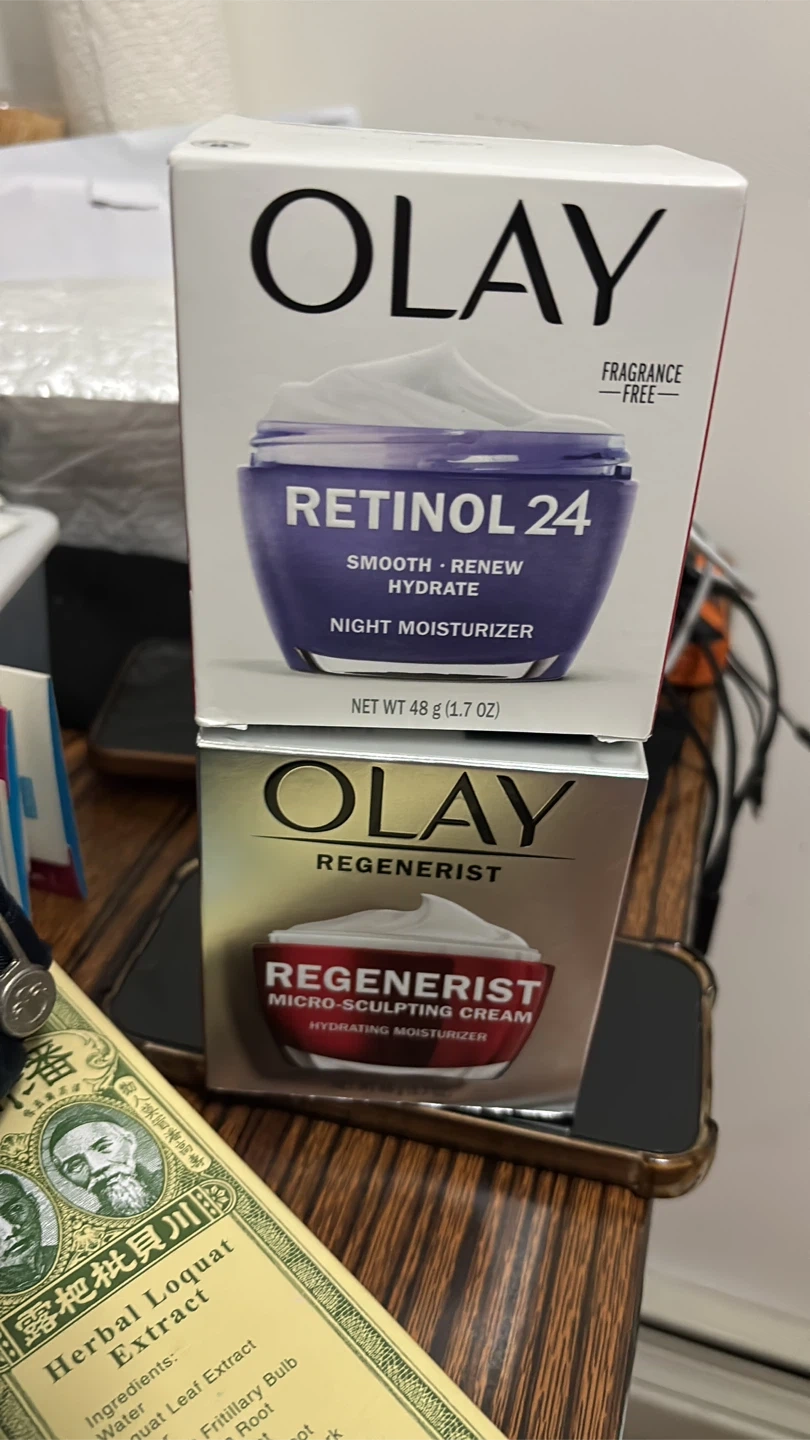 OLAY
FRAGRANCE
FREE
RETINOL 24
SMOOTH · RENEW
HYDRATE
NIGHT MOISTURIZER
NET WT 48 g (1.7 OZ)
OLAY
REGENERIST
REGENERIST
MICRO-SCULPTING CREAM
HYDRATING MOISTURIZER
番
露杷枇貝川
Herbal Loquat
Extract
Ingredients:
Water
Leaf Extract
Fritillary Bulb
Root